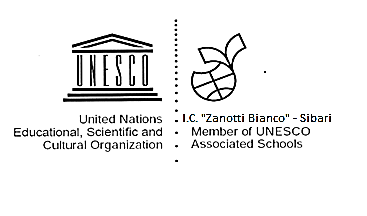 UNESCO
United Nations
Educational, Scientific and
Cultural Organization
I.C. "Zanotti Bianco" - Sibari
Member of UNESCO
Associated Schools